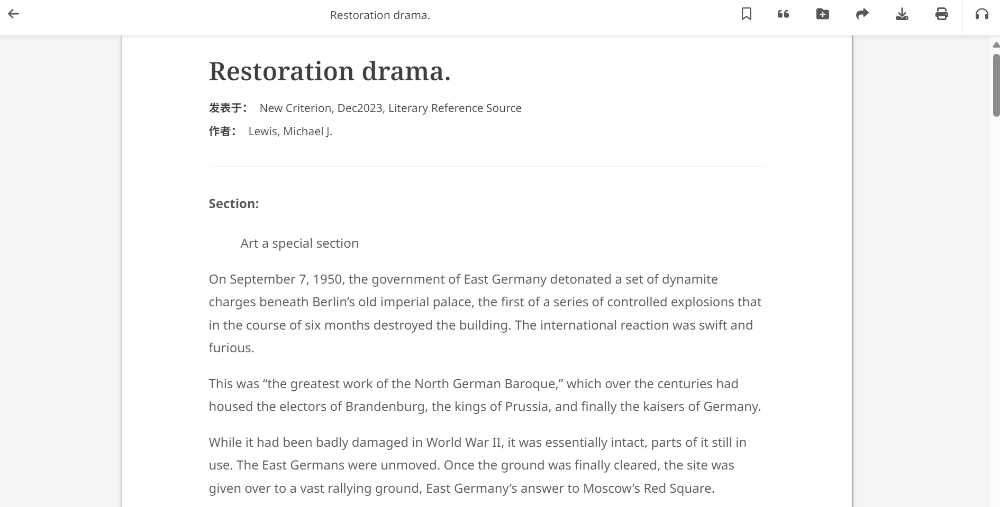 Restoration drama.
Restoration drama.
发表于： New Criterion, Dec2023, Literary Reference Source
作者： Lewis, Michael J.
Section:
Art a special section
On September 7, 1950, the government of East Germany detonated a set of dynamite
charges beneath Berlin’s old imperial palace, the first of a series of controlled explosions that
in the course of six months destroyed the building. The international reaction was swift and
furious.
This was “the greatest work of the North German Baroque,” which over the centuries had
housed the electors of Brandenburg, the kings of Prussia, and finally the kaisers of Germany.
While it had been badly damaged in World War II, it was essentially intact, parts of it still in
use. The East Germans were unmoved. Once the ground was finally cleared, the site was
given over to a vast rallying ground, East Germany’s answer to Moscow’s Red Square.